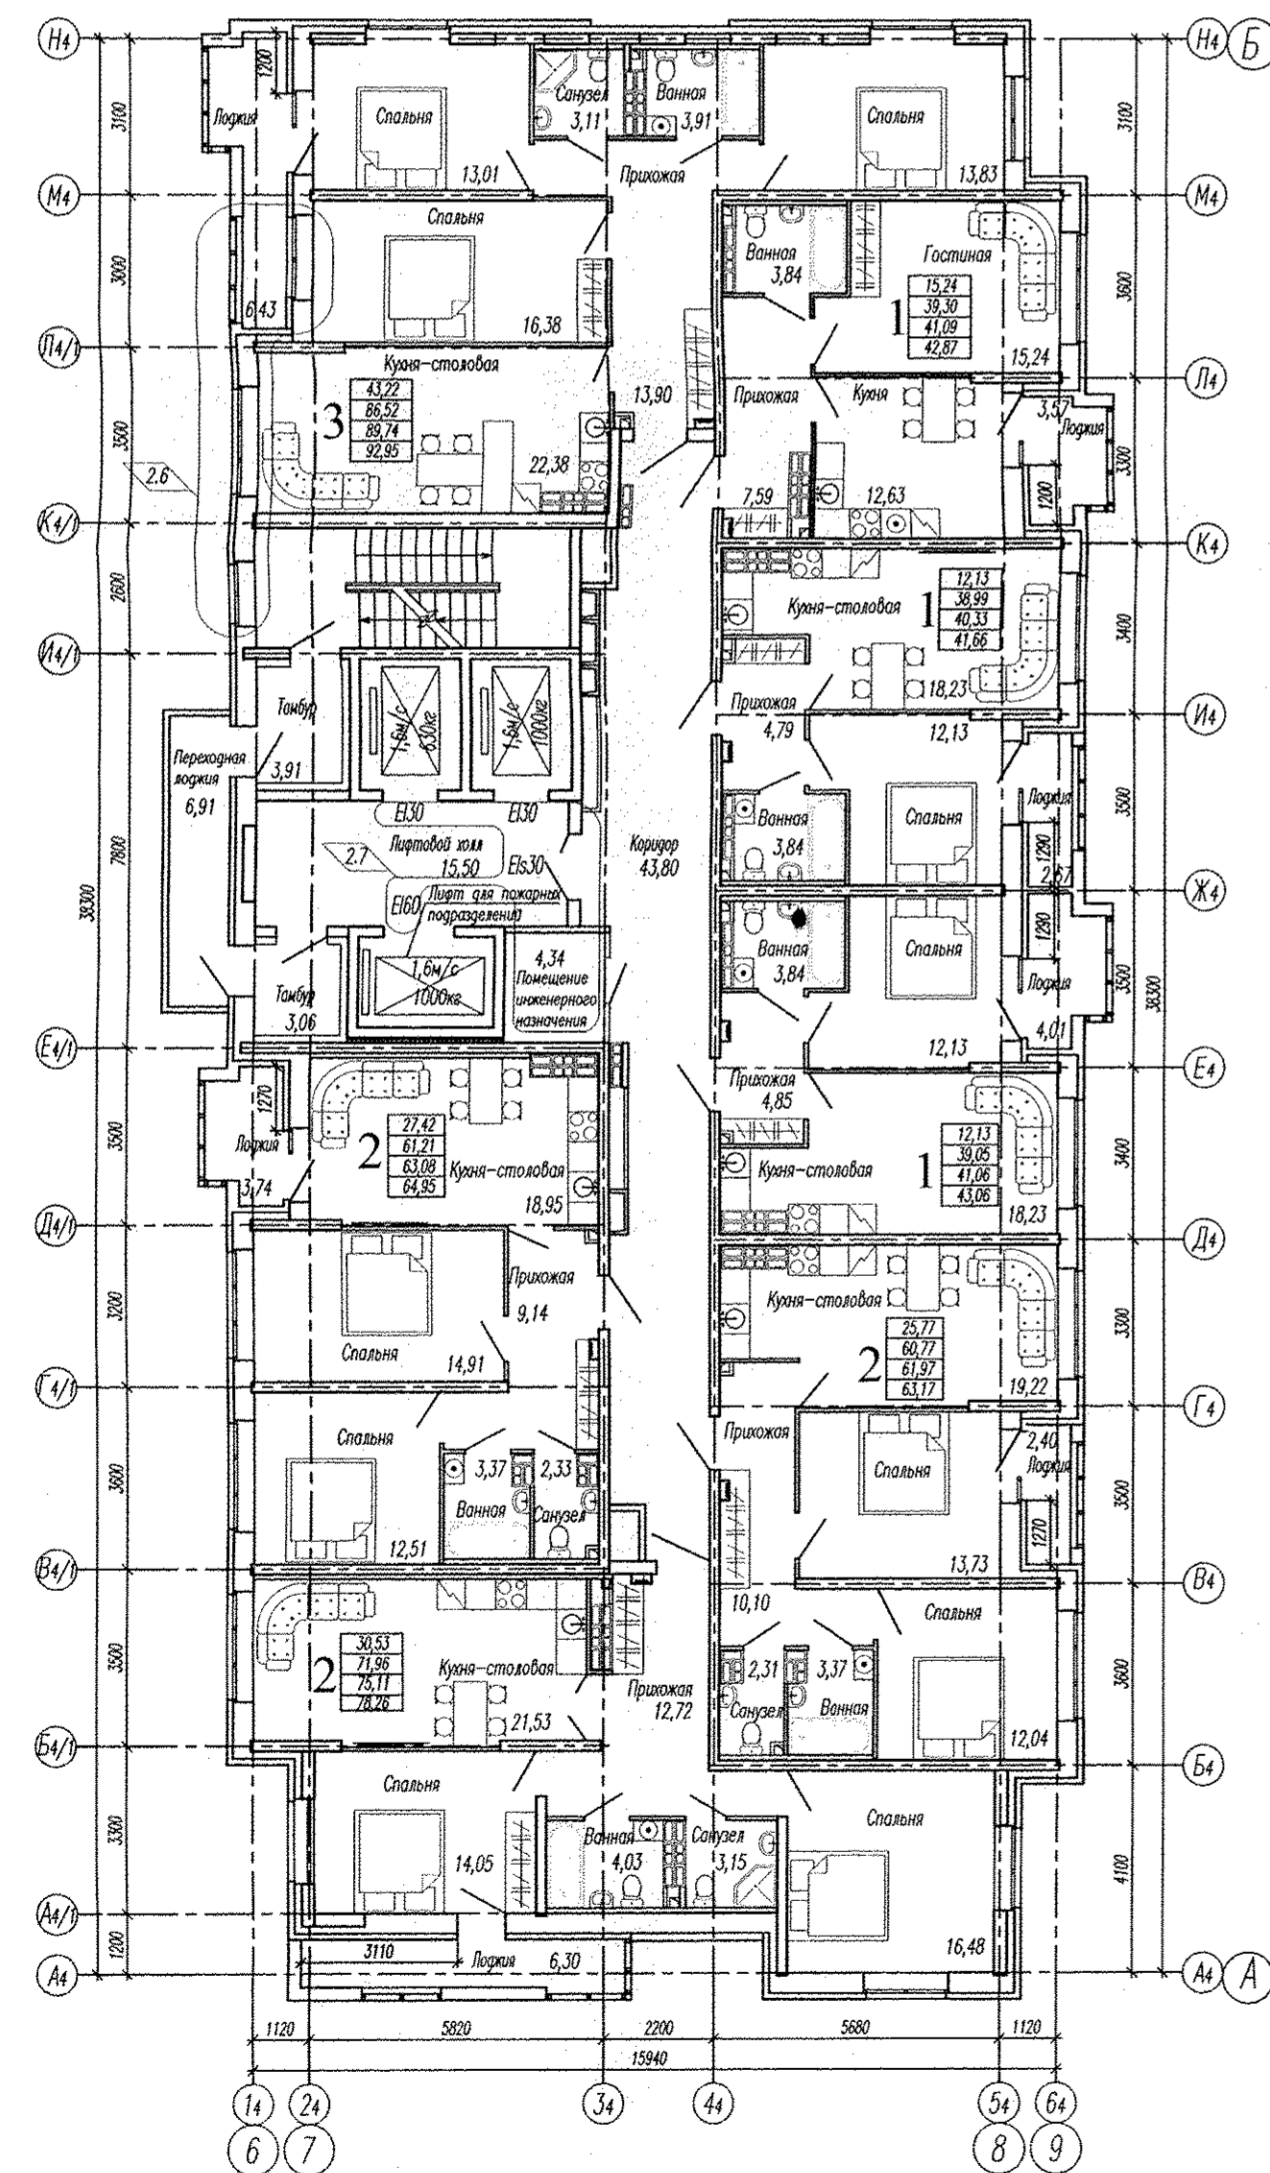 Н4
Н4
Б
1200
3100
3100
Лоджия
Спальня
13,01
Санузел
3,11
Ванная
3,91
Прихожая
Спальня
13,83
М4
М4
Спальня
16,38
3000
6,43
Ванная
3,84
Гостиная
1
15,24
39,30
41,09
42,87
15,24
3600
П4/1
Л4
Кухня-столовая
3
43,22
86,52
89,74
92,95
22,38
13,90
3500
2.6
Прихожая
7,59
Кухня
12,63
3,57
Лоджия
1200
3300
К4/1
К4
2600
Кухня-столовая
1
12,13
38,99
40,33
41,66
18,23
3400
И4/1
И4
Тамбур
3,91
1,6м/с
630кг
1,6м/с
1000кг
Прихожая
4,79
12,13
Переходная
лоджия
6,91
EI30
EI30
Лифтовой холл
15,50
EIs30
2.7
EI60
Лифт для пожарных
подразделений
Коридор
43,80
Ванная
3,84
Спальня
Лоджия
1290
2,67
3500
7800
38300
Ж4
1,6м/с
1000кг
4,34
Помещение
инженерного
назначения
Тамбур
3,06
Ванная
3,84
Спальня
12,13
1290
Лоджия
4,01
3500
38300
Е4/1
Е4
1270
Лоджия
3,74
3500
2
27,42
61,21
63,08
64,95
Кухня-столовая
18,95
Прихожая
4,85
Кухня-столовая
1
12,13
39,05
41,06
43,06
18,23
3400
Д4/1
Д4
Прихожая
9,14
Спальня
14,91
3200
Кухня-столовая
2
25,77
60,77
61,97
63,17
19,22
3300
Г4/1
Г4
Спальня
12,51
3,37
Ванная
2,33
Санузел
3600
Прихожая
10,10
Спальня
13,73
2,40
Лоджия
1270
3500
В4/1
В4
2
30,53
71,96
75,11
78,26
Кухня-столовая
21,53
3500
Прихожая
12,72
2,31
Санузел
3,37
Ванная
Спальня
12,04
3600
Б4/1
Б4
Спальня
14,05
3300
Ванная
4,03
Санузел
3,15
Спальня
16,48
4100
А4/1
1200
3110
Лоджия
6,30
А4
А4
А
1120
5820
2200
5680
1120
15940
14
24
34
44
54
64
6
7
8
9